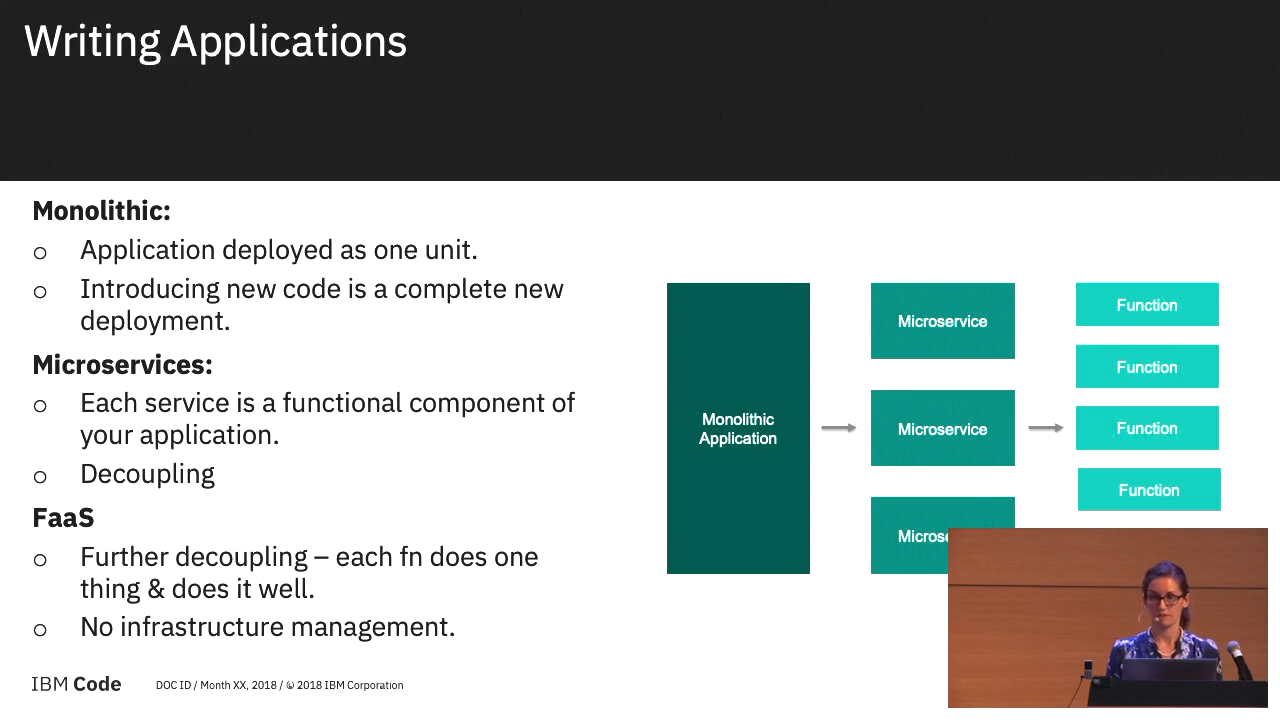 Writing Applications
Monolithic:
o Application deployed as one unit.
o Introducing new code is a complete new
deployment.
Microservices:
o Each service is a functional component of
your application.
o Decoupling
FaaS
o Further decoupling – each fn does one
thing & does it well.
o No infrastructure management.
Monolithic
Application
Microservice
Microservice
Function
Function
Function
Function
IBM Code
DOC ID / Month XX, 2018 / © 2018 IBM Corporation